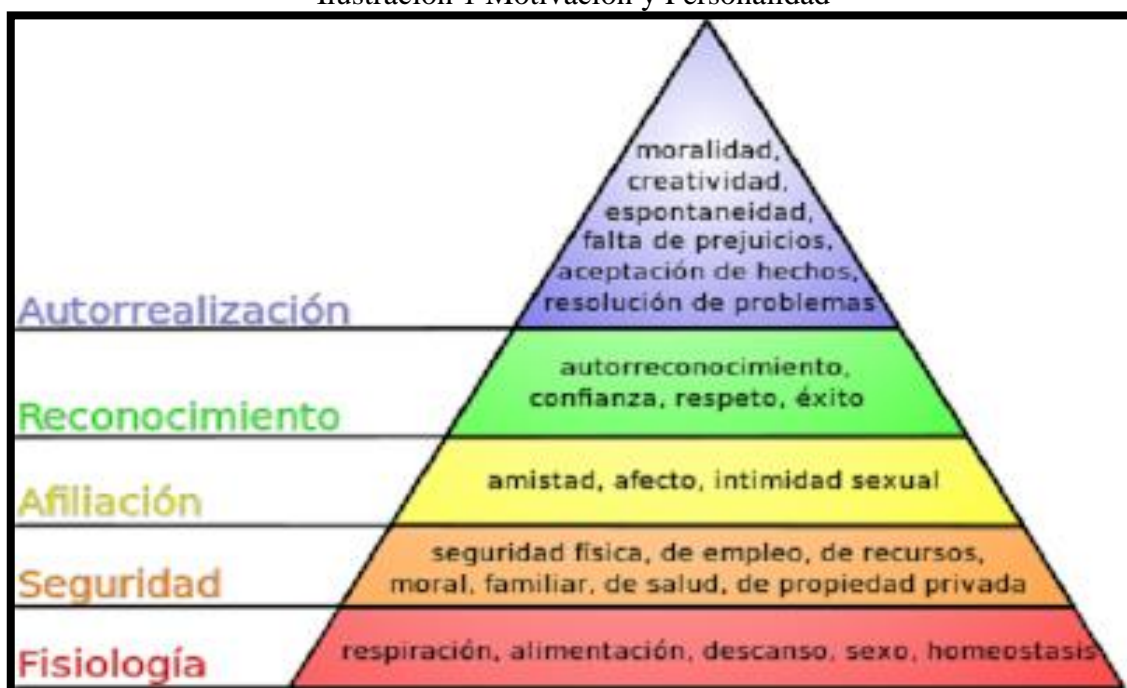 Ilustración 1 Motivación y Personalidad
moralidad,
creatividad,
espontaneidad,
falta de prejuicios,
aceptación de hechos,
resolución de problemas
Autorrealización
autorreconocimiento,
confianza, respeto, éxito
Reconocimiento
amistad, afecto, intimidad sexual
Afiliación
seguridad física, de empleo, de recursos,
moral, familiar, de salud, de propiedad privada
Seguridad
respiración, alimentación, descanso, sexo, homeostasis
Fisiología